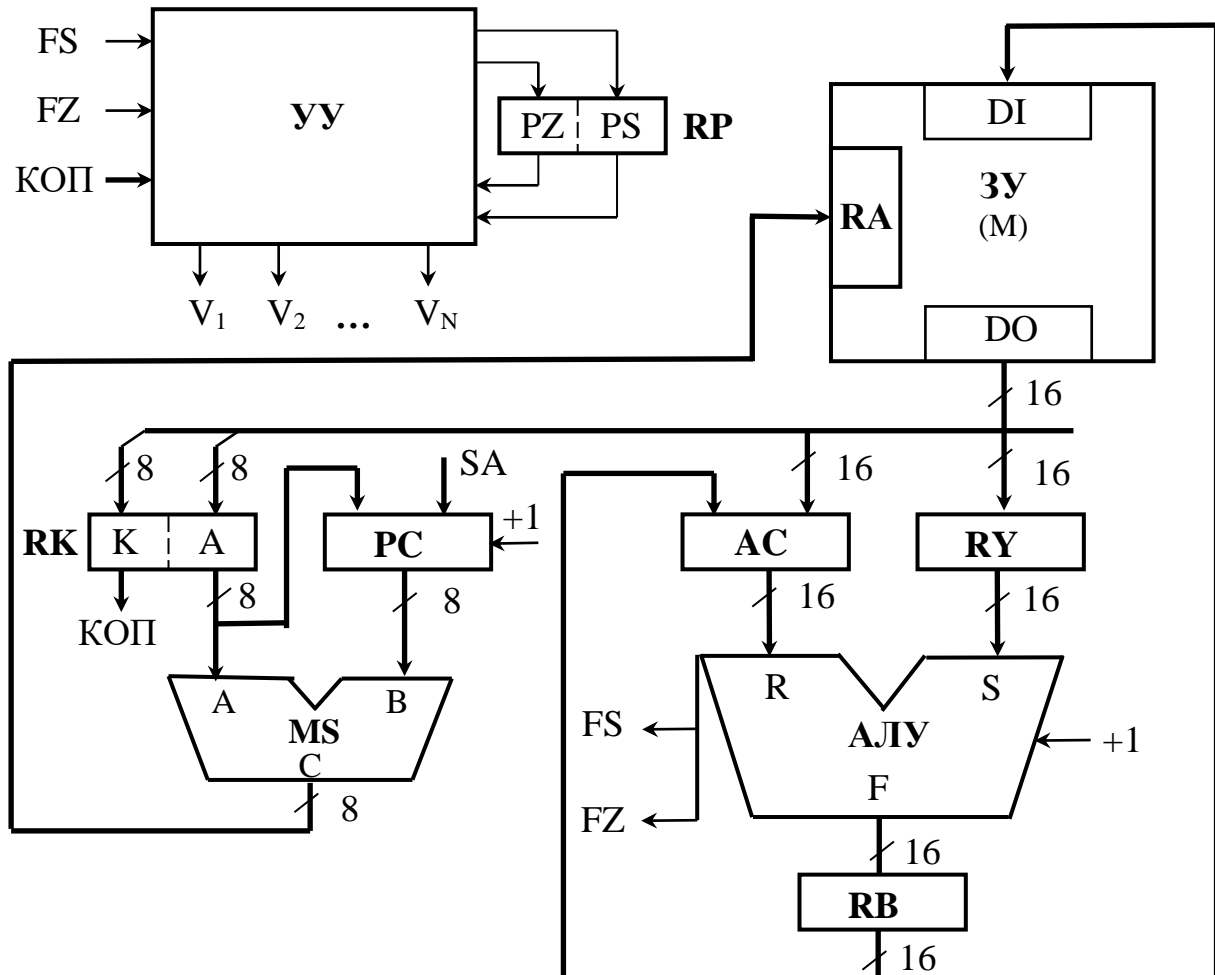 FS
FZ
КОП
УУ
PZ
PS
RP
V1
V2
...
VN
DI
RA
ЗУ
(M)
DO
16
8
8
16
16
SA
+1
RK
K
A
PC
AC
RY
8
8
16
16
КОП
A
B
MS
C
8
R
S
АЛУ
F
FS
FZ
+1
16
RB
16